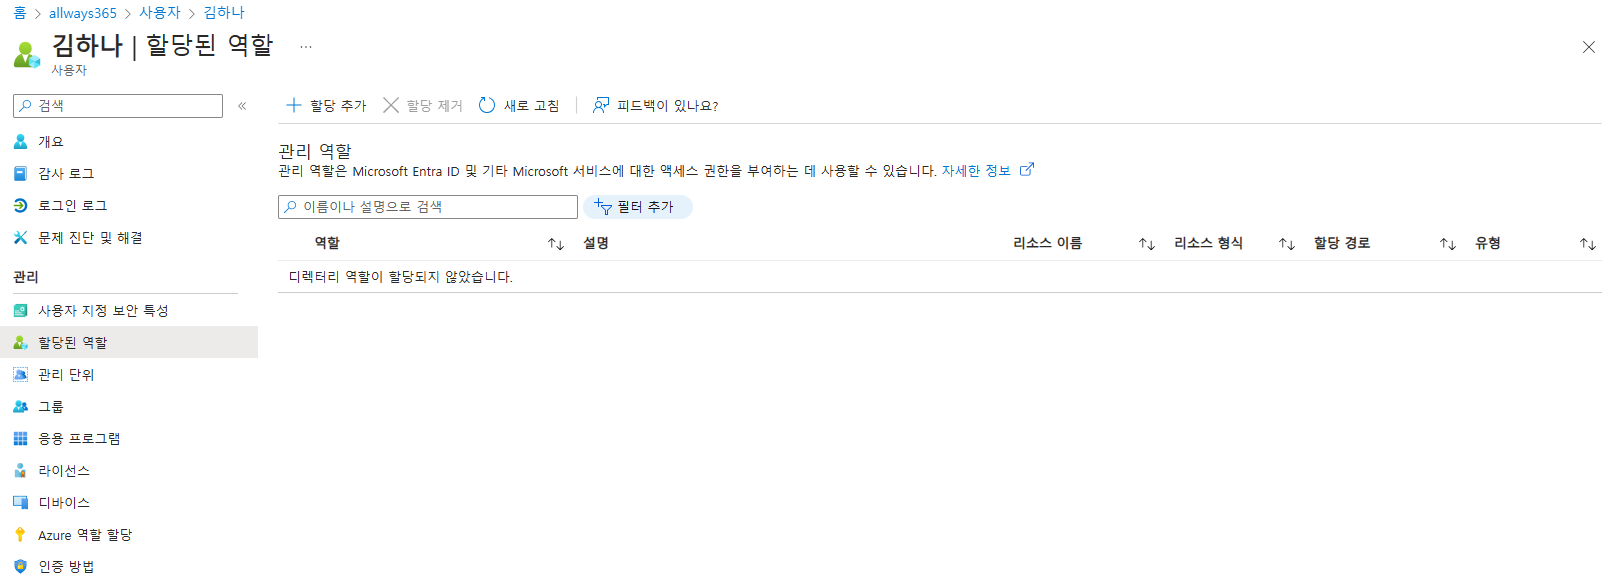 홈 > allways365 > 사용자 > 김하나
김하나 | 할당된 역할 ...
사용자
검색 «
할당 추가 할당 제거 새로 고침 피드백이 있나요?
개요
감사 로그
로그인 로그
문제 진단 및 해결
관리
사용자 지정 보안 특성
할당된 역할
관리 단위
그룹
응용 프로그램
라이선스
디바이스
Azure 역할 할당
인증 방법
관리 역할
관리 역할은 Microsoft Entra ID 및 기타 Microsoft 서비스에 대한 액세스 권한을 부여하는 데 사용할 수 있습니다. 자세한 정보
이름이나 설명으로 검색 필터 추가
역할 설명 리소스 이름 리소스 형식 할당 경로 유형
디렉터리 역할이 할당되지 않았습니다.